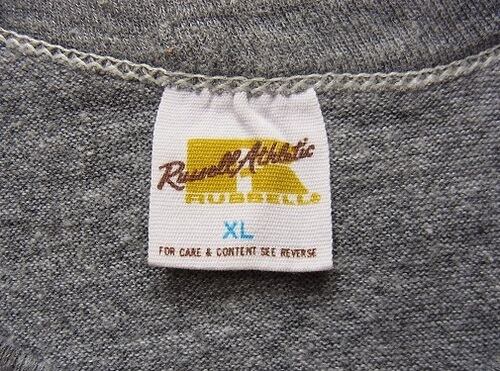 Russell Athletic
RUSSELL®
XL
FOR CARE & CONTENT SEE REVERSE